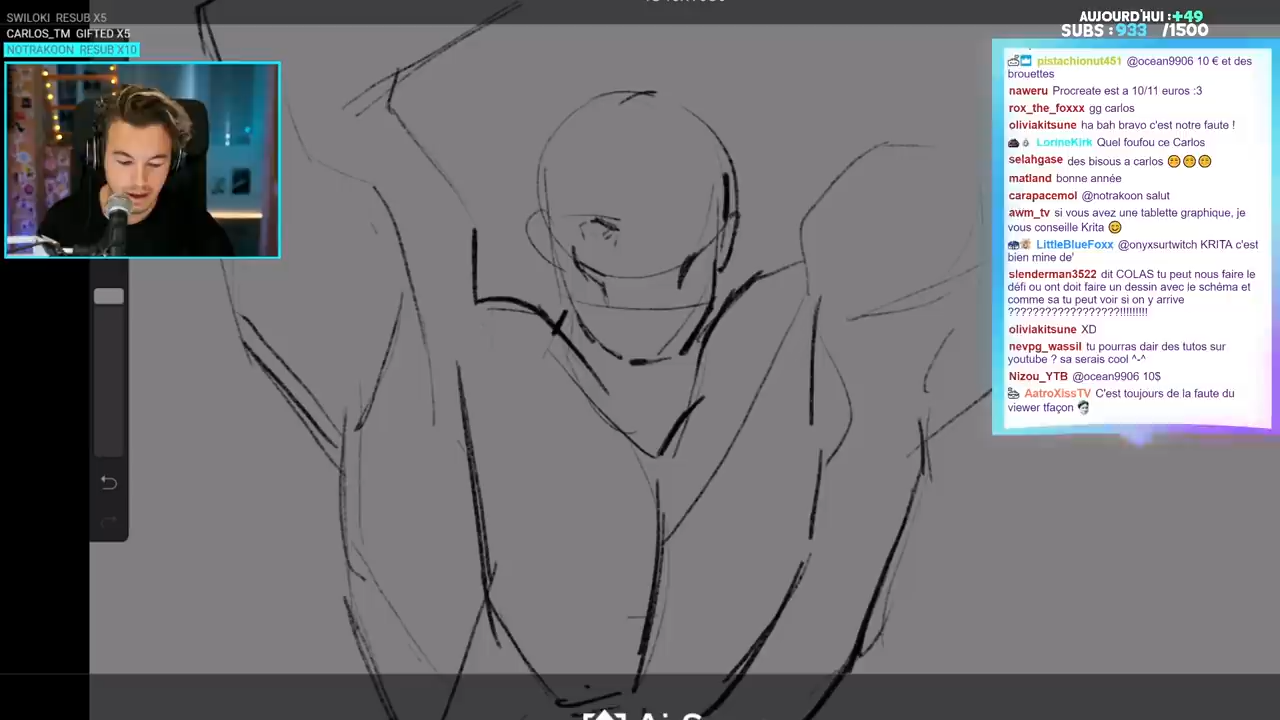 SWILOKI RESUB X5
CARLOS_TM GIFTED X5
NOTRAKOON RESUB X10
AUJOURD'HUI :+49
SUBS : 933 /1500
pistachionut451 @ocean9906 10 € et des
brouettes
naweru Procreate est a 10/11 euros :3
rox_the_foxxx gg carlos
oliviakitsune ha bah bravo c'est notre faute !
LorineKirk Quel foufou ce Carlos
selahgase des bisous a carlos
matland bonne année
carapacemol @notrakoon salut
awm_tv si vous avez une tablette graphique, je
vous conseille Krita
LittleBlueFoxx @onyxsurtwitch KRITA c'est
bien mine de'
slenderman3522 dit COLAS tu peut nous faire le
défi ou ont doit faire un dessin avec le schéma et
comme sa tu peut voir si on y arrive
??????????????????!!!!!!!!!
oliviakitsune XD
nevpg_wassil tu pourras dair des tutos sur
youtube ? sa serais cool ^-^
Nizou_YTB @ocean9906 10$
AatroXissTV C'est toujours de la faute du
viewer tfaçon